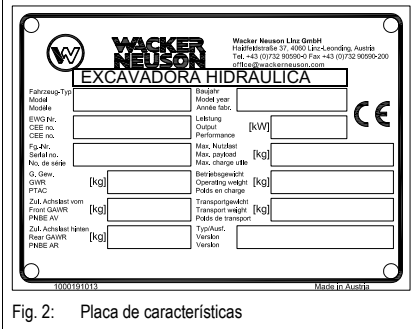 WACKER
NEUSON
Wacker Neuson Linz GmbH
Haidfeldstraße 37, 4060 Linz-Leonding, Austria
Tel. +43 (0)732 90590-0 Fax +43 (0)732 90590-200
office@wackerneuson.com
EXCAVADORA HIDRÁULICA
Fahrzeug-Typ
Model
Modèle
Baujahr
Model year
Année fabr.
EWG Nr.
CEE no.
CEE no.
Leistung
Output
Performance
[kW]
CE
Fg.-Nr.
Serial no.
No. de série
Max. Nutzlast
Max. payload
Max. charge utile
[kg]
G. Gew.
GWR
PTAC
[kg]
Betriebsgewicht
Operating weight
Poids en charge
[kg]
Zul. Achslast vorn
Front GAWR
PNBE AV
[kg]
Transportgewicht
Transport weight
Poids de transport
[kg]
Zul. Achslast hinten
Rear GAWR
PNBE AR
[kg]
Typ/Ausf.
Version
Version
1000191013
Made in Austria
Fig. 2: Placa de características